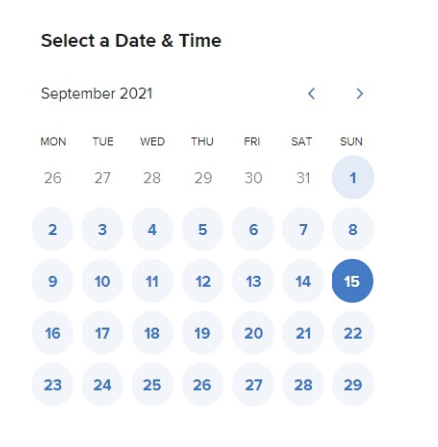 Select a Date & Time
September 2021
MON TUE WED THU FRI SAT SUN
26 27 28 29 30 31 1
2 3 4 5 6 7 8
9 10 11 12 13 14 15
16 17 18 19 20 21 22
23 24 25 26 27 28 29